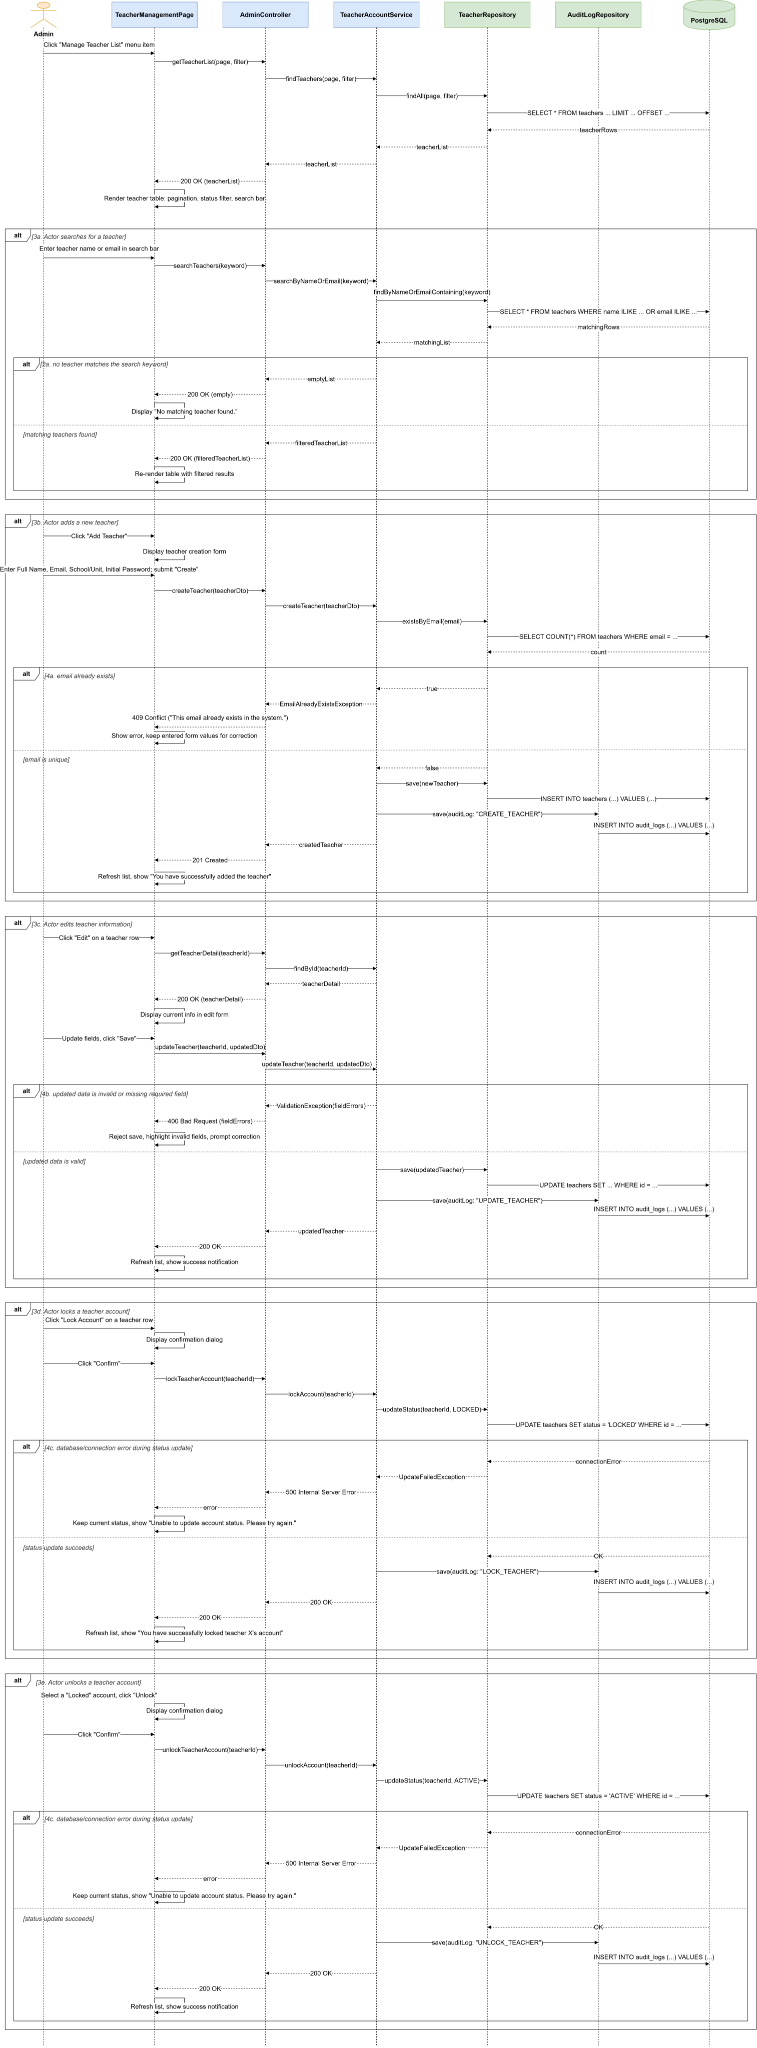 TeacherManagementPage
AdminController
TeacherAccountService
TeacherRepository
AuditLogRepository
PostgreSQL
Admin
Click "Manage Teacher List" menu item
getTeacherList(page, filter)
findTeachers(page, filter)
findAll(page, filter)
SELECT * FROM teachers ... LIMIT ... OFFSET ...
teacherRows
teacherList
teacherList
200 OK (teacherList)
Render teacher table: pagination, status filter, search bar
alt
[3a. Actor searches for a teacher]
Enter teacher name or email in search bar
searchTeachers(keyword)
searchByNameOrEmail(keyword)
findByNameOrEmailContaining(keyword)
SELECT * FROM teachers WHERE name ILIKE ... OR email ILIKE ...
matchingRows
matchingList
alt
[3a. no teacher matches the search keyword]
emptyList
200 OK (empty)
Display "No matching teacher found."
[matching teachers found]
filteredTeacherList
200 OK (filteredTeacherList)
Re-render table with filtered results
alt
[3b. Actor adds a new teacher]
Click "Add Teacher"
Display teacher creation form
Enter Full Name, Email, School/Unit, Initial Password; submit "Create"
createTeacher(teacherDto)
createTeacher(teacherDto)
existsByEmail(email)
SELECT COUNT(*) FROM teachers WHERE email = ...
count
alt
[4a. email already exists]
true
EmailAlreadyExistsException
409 Conflict ("This email already exists in the system.")
Show error, keep entered form values for correction
[email is unique]
false
save(newTeacher)
INSERT INTO teachers (...) VALUES (...)
save(auditLog: "CREATE_TEACHER")
INSERT INTO audit_logs (...) VALUES (...)
createdTeacher
201 Created
Refresh list, show "You have successfully added the teacher"
alt
[3c. Actor edits teacher information]
Click "Edit" on a teacher row
getTeacherDetail(teacherId)
findById(teacherId)
teacherDetail
200 OK (teacherDetail)
Display current info in edit form
Update fields, click "Save"
updateTeacher(teacherId, updatedDto)
updateTeacher(teacherId, updatedDto)
alt
[4b. updated data is invalid or missing required field]
ValidationException(fieldErrors)
400 Bad Request (fieldErrors)
Reject save, highlight invalid fields, prompt correction
[updated data is valid]
save(updatedTeacher)
UPDATE teachers SET ... WHERE id = ...
save(auditLog: "UPDATE_TEACHER")
INSERT INTO audit_logs (...) VALUES (...)
updatedTeacher
200 OK
Refresh list, show success notification
alt
[3d. Actor locks a teacher account]
Click "Lock Account" on a teacher row
Display confirmation dialog
Click "Confirm"
lockTeacherAccount(teacherId)
lockAccount(teacherId)
updateStatus(teacherId, LOCKED)
UPDATE teachers SET status = 'LOCKED' WHERE id = ...
alt
[4c. database/connection error during status update]
connectionError
UpdateFailedException
500 Internal Server Error
error
Keep current status, show "Unable to update account status. Please try again."
[status update succeeds]
OK
save(auditLog: "LOCK_TEACHER")
INSERT INTO audit_logs (...) VALUES (...)
200 OK
200 OK
Refresh list, show "You have successfully locked teacher X's account"
alt
[3e. Actor unlocks a teacher account]
Select a "Locked" account, click "Unlock"
Display confirmation dialog
Click "Confirm"
unlockTeacherAccount(teacherId)
unlockAccount(teacherId)
updateStatus(teacherId, ACTIVE)
UPDATE teachers SET status = 'ACTIVE' WHERE id = ...
alt
[4c. database/connection error during status update]
connectionError
UpdateFailedException
500 Internal Server Error
error
Keep current status, show "Unable to update account status. Please try again."
[status update succeeds]
OK
save(auditLog: "UNLOCK_TEACHER")
INSERT INTO audit_logs (...) VALUES (...)
200 OK
200 OK
Refresh list, show success notification